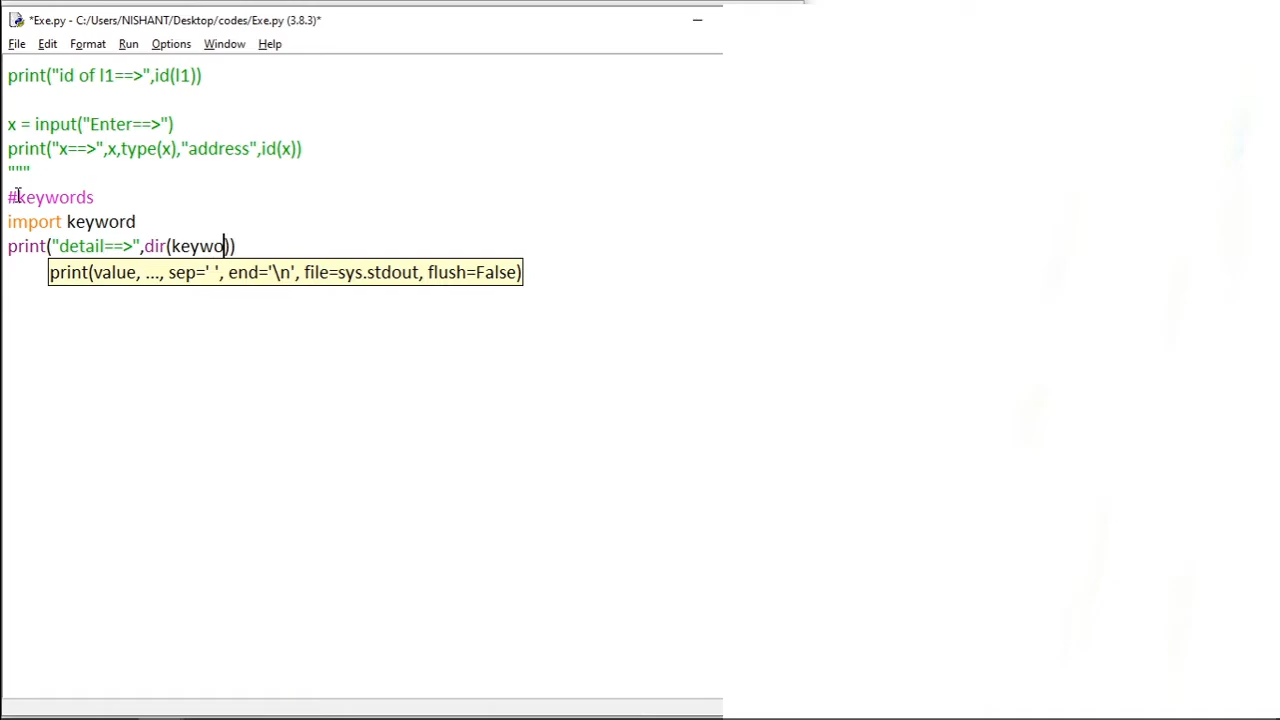 *Exe.py - C:/Users/NISHANT/Desktop/codes/Exe.py (3.8.3)*
File Edit Format Run Options Window Help
print("id of l1==>",id(l1))
x = input("Enter==>")
print("x==>",x,type(x),"address",id(x))
"""
#keywords
import keyword
print("detail==>",dir(keywo))
print(value, ..., sep=' ', end='\n', file=sys.stdout, flush=False)